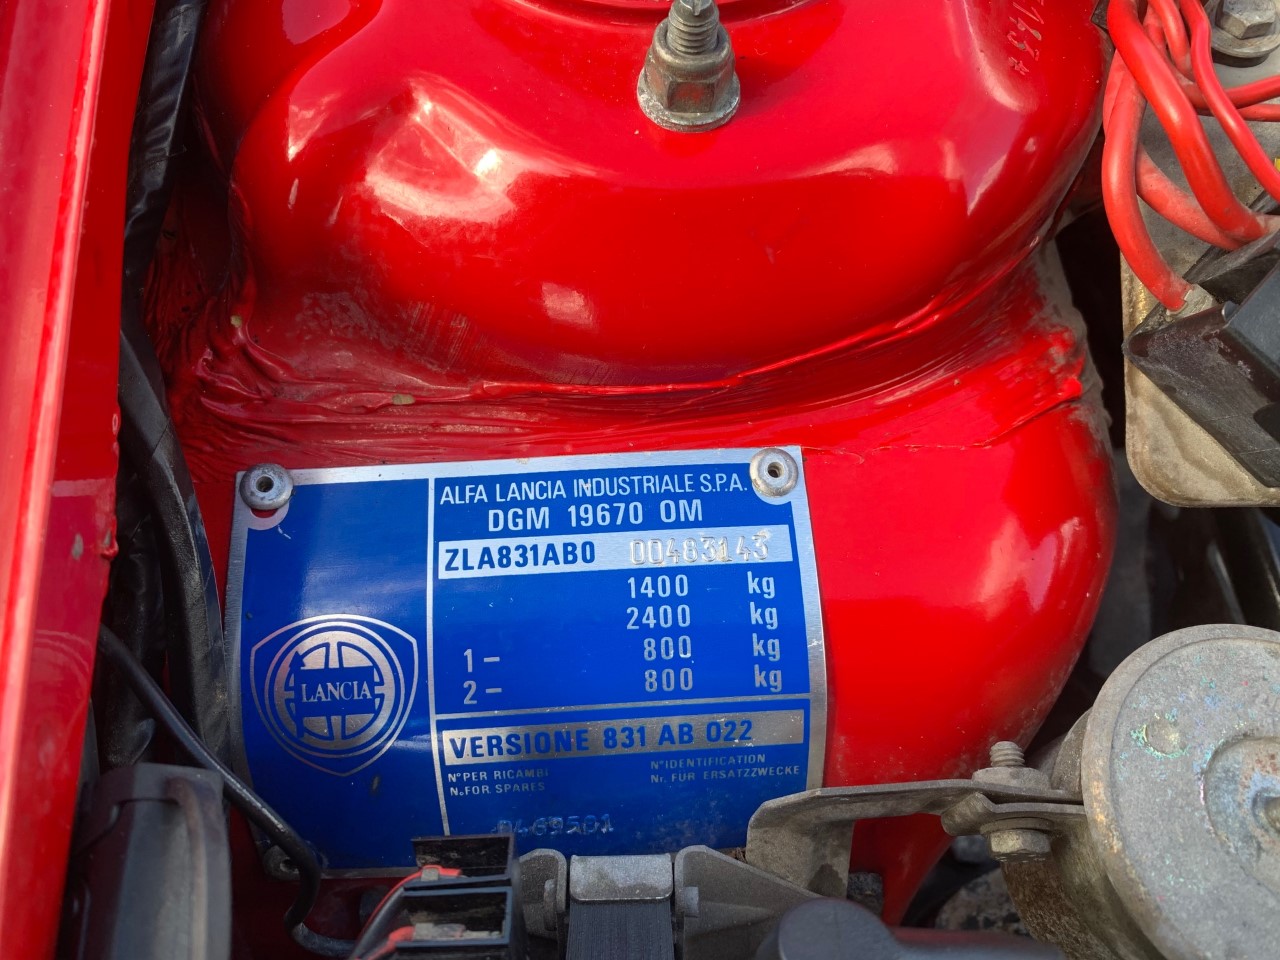 ALFA LANCIA INDUSTRIALE S.P.A.
DGM 19670 OM
ZLA831AB0 00483143
1400 kg
2400 kg
1- 800 kg
2- 800 kg
LANCIA
VERSIONE 831 AB 022
N° PER RICAMBI N° IDENTIFICATION
N. FOR SPARES Nr. FÜR ERSATZZWECKE